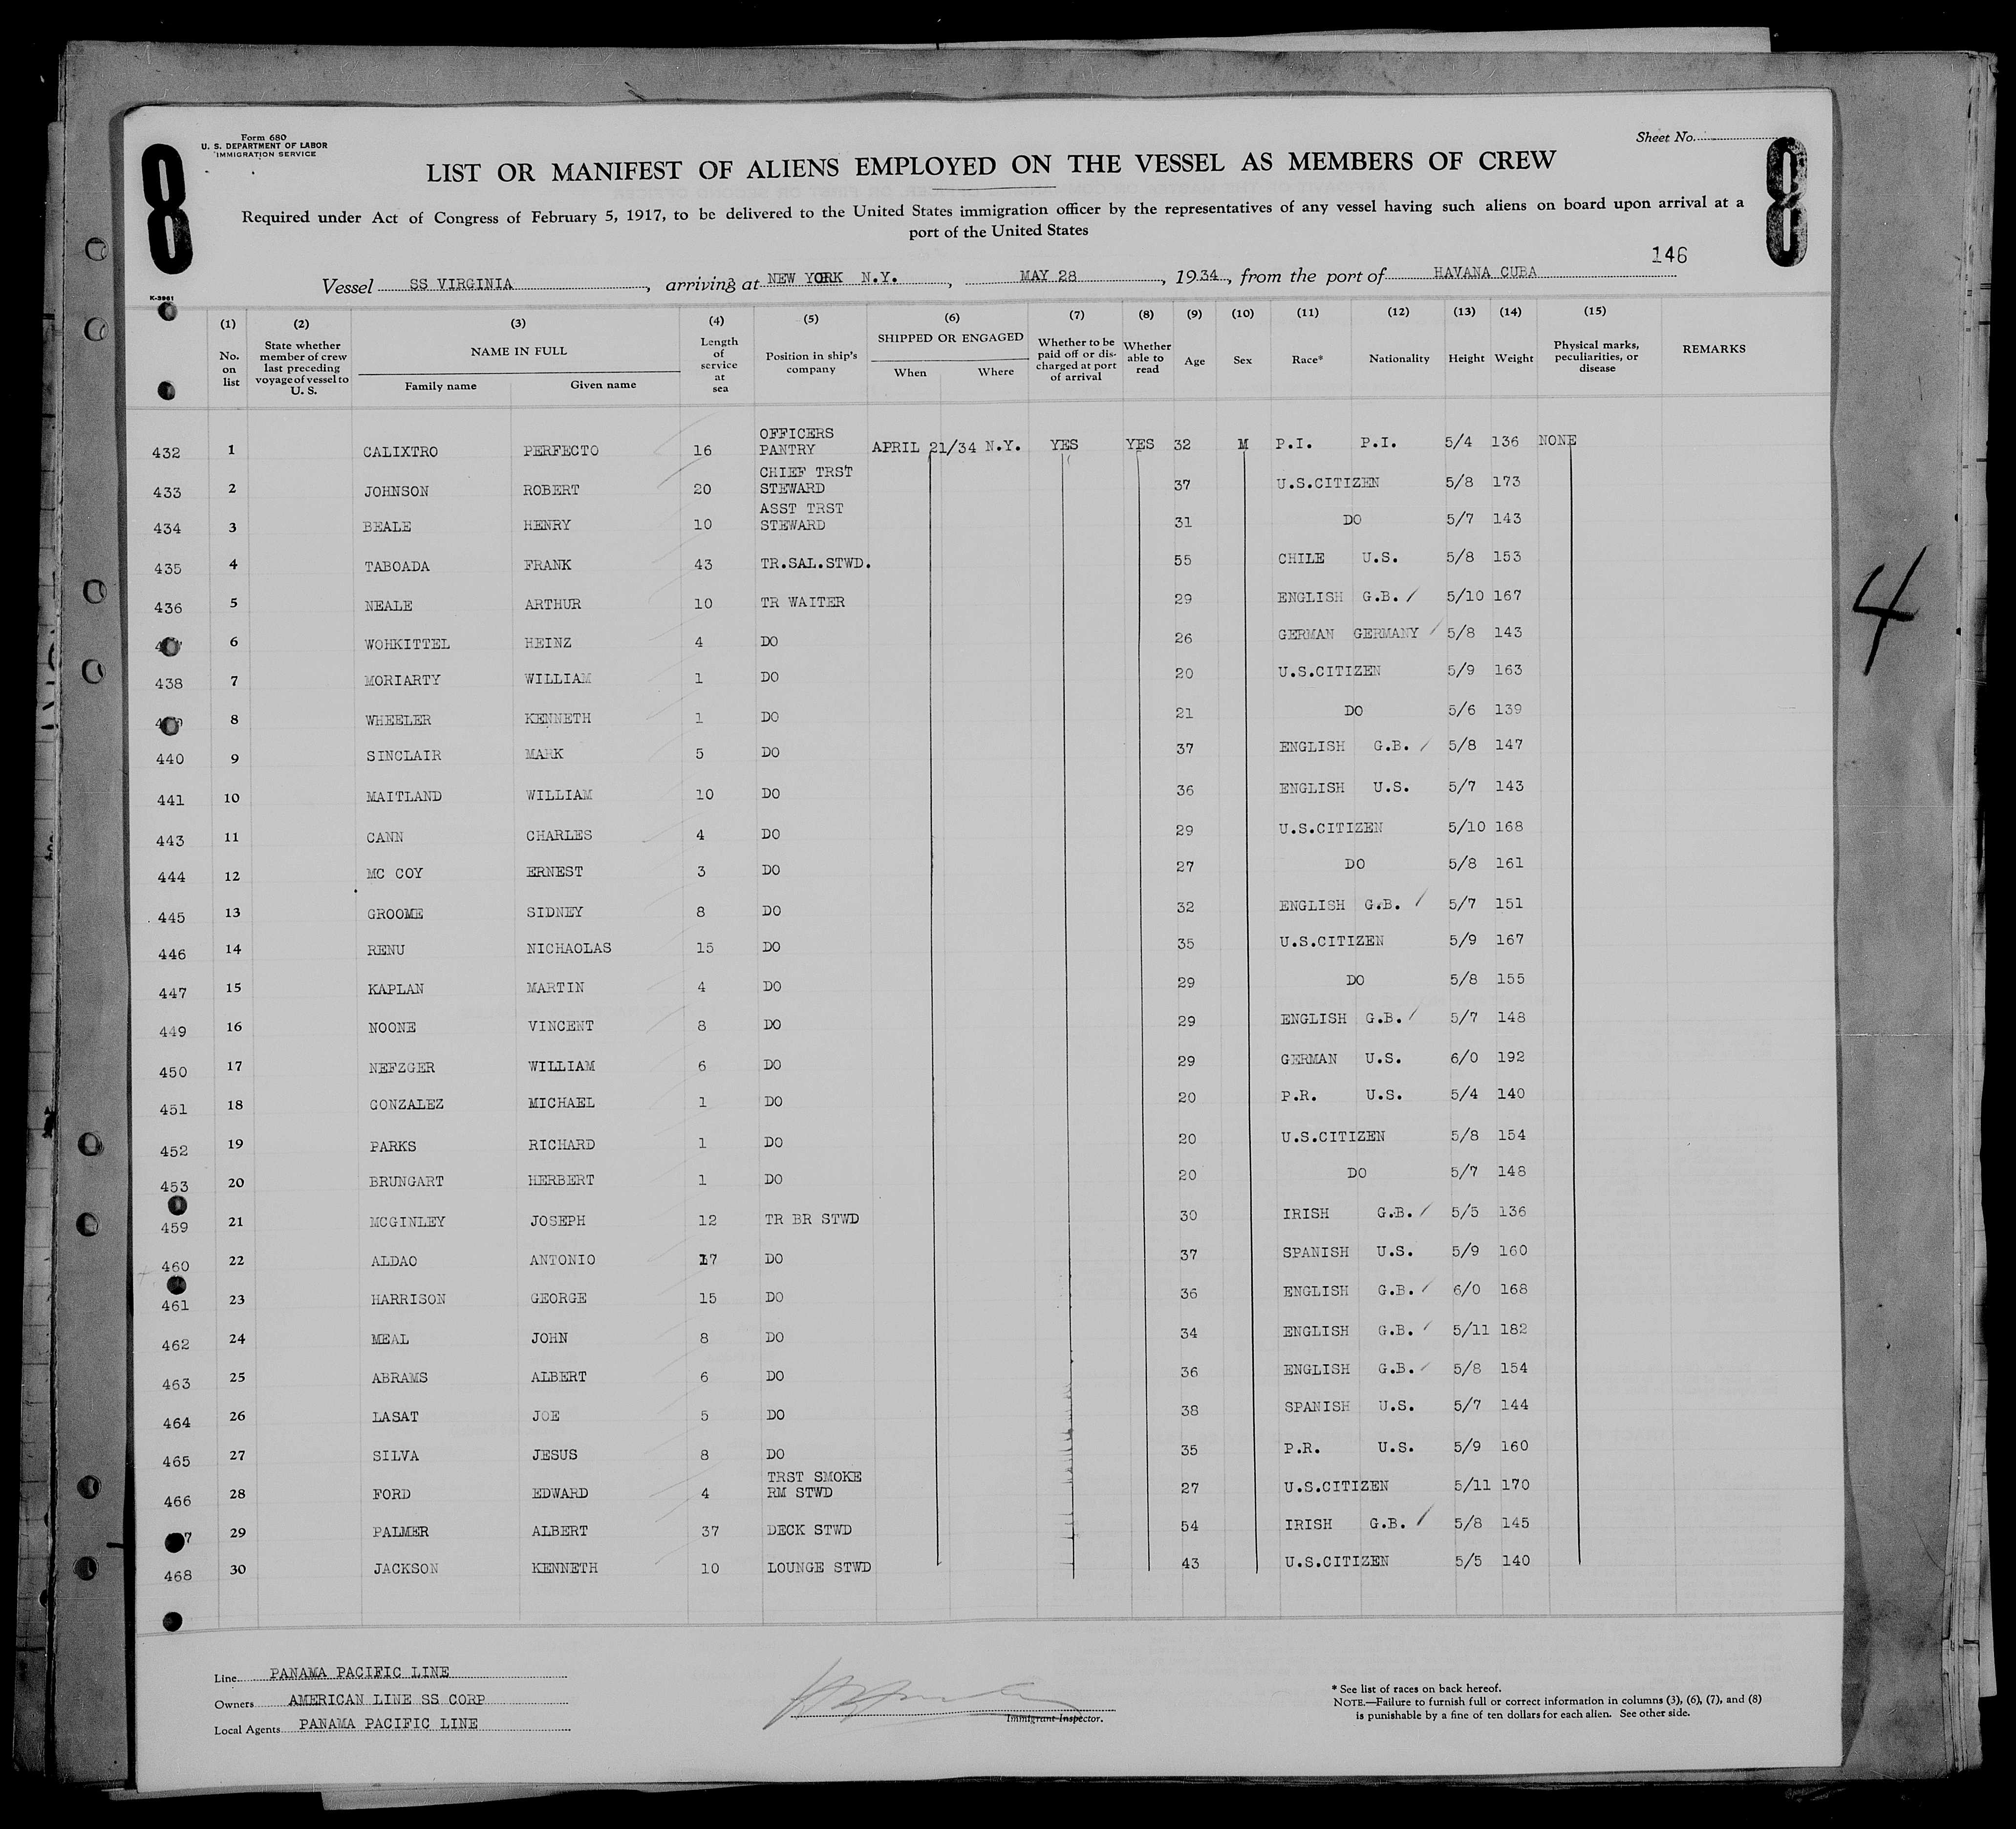 8
Form 680
U. S. DEPARTMENT OF LABOR
IMMIGRATION SERVICE
Sheet No.
8
LIST OR MANIFEST OF ALIENS EMPLOYED ON THE VESSEL AS MEMBERS OF CREW
Required under Act of Congress of February 5, 1917, to be delivered to the United States immigration officer by the representatives of any vessel having such aliens on board upon arrival at a
port of the United States
146
Vessel SS VIRGINIA, arriving at NEW YORK N.Y., MAY 28, 1934, from the port of HAVANA CUBA
K-3961
(1) (2) (3) (4) (5) (6) (7) (8) (9) (10) (11) (12) (13) (14) (15)
No. on list
State whether member of crew last preceding voyage of vessel to U. S.
NAME IN FULL
Family name Given name
Length of service at sea
Position in ship's company
SHIPPED OR ENGAGED
When Where
Whether to be paid off or discharged at port of arrival
Whether able to read
Age
Sex
Race*
Nationality
Height
Weight
Physical marks, peculiarities, or disease
REMARKS
432 1 CALIXTRO PERFECTO 16 OFFICERS PANTRY APRIL 21/34 N.Y. YES YES 32 M P.I. P.I. 5/4 136 NONE
433 2 JOHNSON ROBERT 20 CHIEF TRST STEWARD 37 U.S.CITIZEN 5/8 173
434 3 BEALE HENRY 10 ASST TRST STEWARD 31 DO 5/7 143
435 4 TABOADA FRANK 43 TR.SAL.STWD. 55 CHILE U.S. 5/8 153
436 5 NEALE ARTHUR 10 TR WAITER 29 ENGLISH G.B. / 5/10 167
6 WOHKITTEL HEINZ 4 DO 26 GERMAN GERMANY / 5/8 143
438 7 MORIARTY WILLIAM 1 DO 20 U.S.CITIZEN 5/9 163
8 WHEELER KENNETH 1 DO 21 DO 5/6 139
440 9 SINCLAIR MARK 5 DO 37 ENGLISH G.B. / 5/8 147
441 10 MAITLAND WILLIAM 10 DO 36 ENGLISH U.S. 5/7 143
443 11 CANN CHARLES 4 DO 29 U.S.CITIZEN 5/10 168
444 12 MC COY ERNEST 3 DO 27 DO 5/8 161
445 13 GROOME SIDNEY 8 DO 32 ENGLISH G.B. / 5/7 151
446 14 RENU NICHAOLAS 15 DO 35 U.S.CITIZEN 5/9 167
447 15 KAPLAN MARTIN 4 DO 29 DO 5/8 155
449 16 NOONE VINCENT 8 DO 29 ENGLISH G.B. / 5/7 148
450 17 NEFZGER WILLIAM 6 DO 29 GERMAN U.S. 6/0 192
451 18 GONZALEZ MICHAEL 1 DO 20 P.R. U.S. 5/4 140
452 19 PARKS RICHARD 1 DO 20 U.S.CITIZEN 5/8 154
453 20 BRUNGART HERBERT 1 DO 20 DO 5/7 148
459 21 MCGINLEY JOSEPH 12 TR BR STWD 30 IRISH G.B. / 5/5 136
460 22 ALDAO ANTONIO 17 DO 37 SPANISH U.S. 5/9 160
461 23 HARRISON GEORGE 15 DO 36 ENGLISH G.B. / 6/0 168
462 24 MEAL JOHN 8 DO 34 ENGLISH G.B. / 5/11 182
463 25 ABRAMS ALBERT 6 DO 36 ENGLISH G.B. / 5/8 154
464 26 LASAT JOE 5 DO 38 SPANISH U.S. 5/7 144
465 27 SILVA JESUS 8 DO 35 P.R. U.S. 5/9 160
466 28 FORD EDWARD 4 TRST SMOKE RM STWD 27 U.S.CITIZEN 5/11 170
7 29 PALMER ALBERT 37 DECK STWD 54 IRISH G.B. / 5/8 145
468 30 JACKSON KENNETH 10 LOUNGE STWD 43 U.S.CITIZEN 5/5 140
4
Line PANAMA PACIFIC LINE
Owners AMERICAN LINE SS CORP
Local Agents PANAMA PACIFIC LINE
Immigrant Inspector.
* See list of races on back hereof.
NOTE.—Failure to furnish full or correct information in columns (3), (6), (7), and (8)
is punishable by a fine of ten dollars for each alien. See other side.